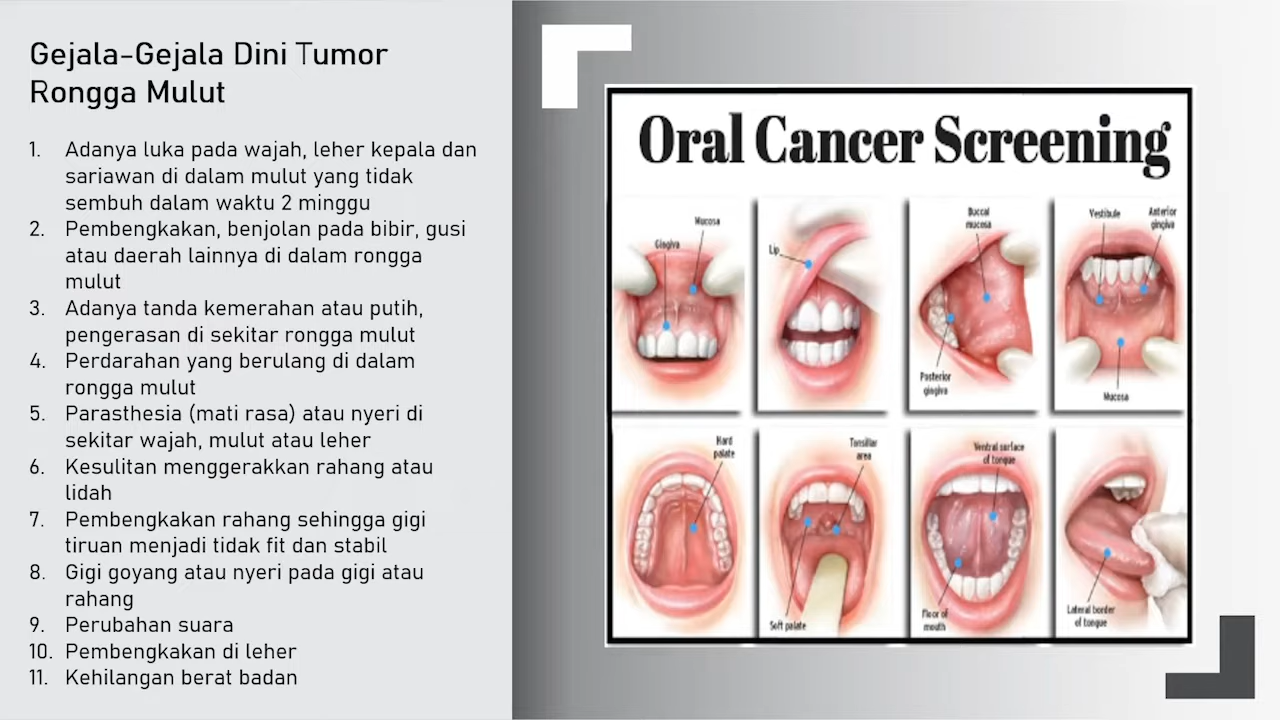 Gejala-Gejala Dini Tumor
Rongga Mulut
1. Adanya luka pada wajah, leher kepala dan
sariawan di dalam mulut yang tidak
sembuh dalam waktu 2 minggu
2. Pembengkakan, benjolan pada bibir, gusi
atau daerah lainnya di dalam rongga
mulut
3. Adanya tanda kemerahan atau putih,
pengerasan di sekitar rongga mulut
4. Perdarahan yang berulang di dalam
rongga mulut
5. Parasthesia (mati rasa) atau nyeri di
sekitar wajah, mulut atau leher
6. Kesulitan menggerakkan rahang atau
lidah
7. Pembengkakan rahang sehingga gigi
tiruan menjadi tidak fit dan stabil
8. Gigi goyang atau nyeri pada gigi atau
rahang
9. Perubahan suara
10. Pembengkakan di leher
11. Kehilangan berat badan
Oral Cancer Screening
Gingiva
Mucosa
Lip
Buccal
mucosa
Posterior
gingiva
Vestibule
Anterior
gingiva
Mucosa
Hard
palate
Tonsillar
area
Soft palate
Ventral surface
of tongue
Floor of
mouth
Lateral border
of tongue